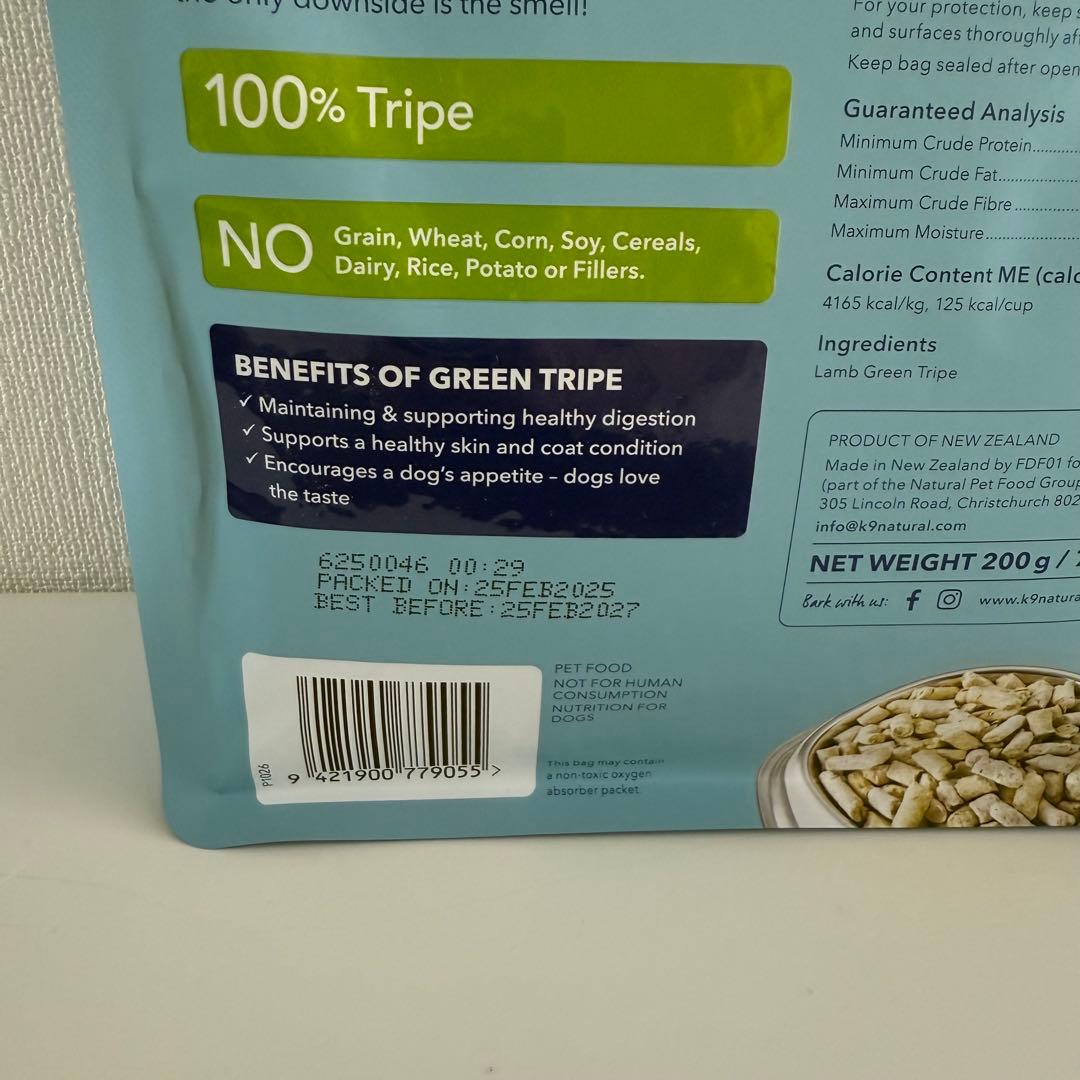 the only downside is the smell!
100% Tripe
NO
Grain, Wheat, Corn, Soy, Cereals,
Dairy, Rice, Potato or Fillers.
BENEFITS OF GREEN TRIPE
✓ Maintaining & supporting healthy digestion
✓ Supports a healthy skin and coat condition
✓ Encourages a dog's appetite – dogs love
the taste
6250046 00:29
PACKED ON:25FEB2025
BEST BEFORE:25FEB2027
P1026
9 421900 779055 >
PET FOOD
NOT FOR HUMAN
CONSUMPTION
NUTRITION FOR
DOGS
This bag may contain
a non-toxic oxygen
absorber packet.
For your protection, keep
and surfaces thoroughly
Keep bag sealed after
Guaranteed Analysis
Minimum Crude Protein
Minimum Crude Fat
Maximum Crude Fibre
Maximum Moisture
Calorie Content ME
4165 kcal/kg, 125 kcal/cup
Ingredients
Lamb Green Tripe
PRODUCT OF NEW ZEALAND
Made in New Zealand by FDF01
(part of the Natural Pet Food
305 Lincoln Road, Christchurch
info@k9natural.com
NET WEIGHT 200 g /
Bark with us:
www.k9natura